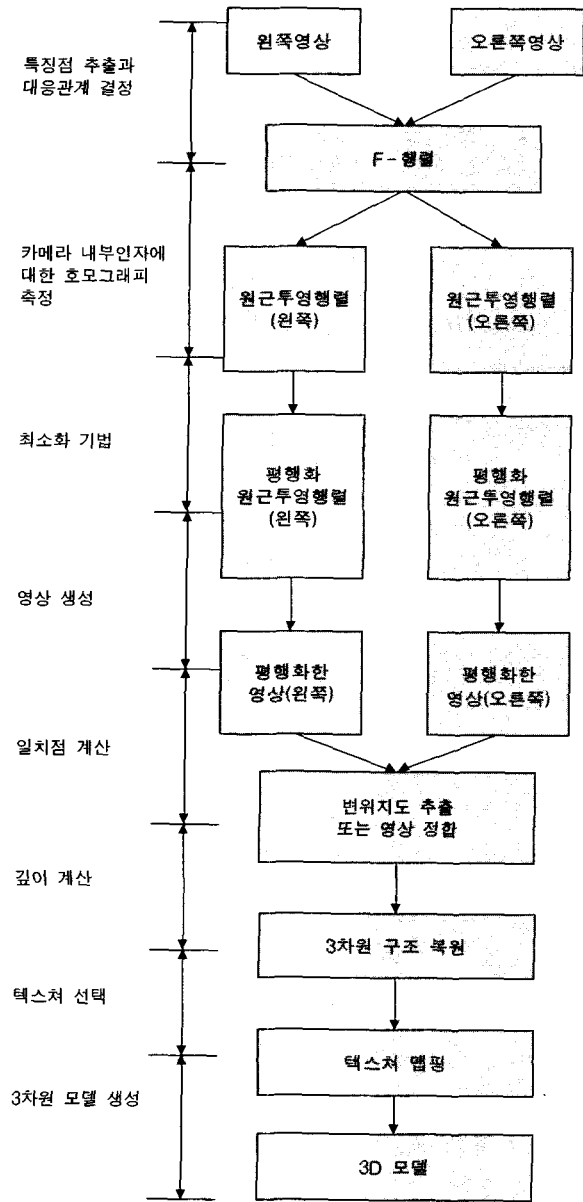 왼쪽영상
오른쪽영상
특징점 추출과
대응관계 결정
F-행렬
카메라 내부인자에
대한 호모그래피
측정
원근투영행렬
(왼쪽)
원근투영행렬
(오른쪽)
최소화 기법
평행화
원근투영행렬
(왼쪽)
평행화
원근투영행렬
(오른쪽)
영상 생성
평행화한
영상(왼쪽)
평행화한
영상(오른쪽)
일치점 계산
변위지도 추출
또는 영상 정합
깊이 계산
3차원 구조 복원
텍스쳐 선택
텍스쳐 맵핑
3차원 모델 생성
3D 모델